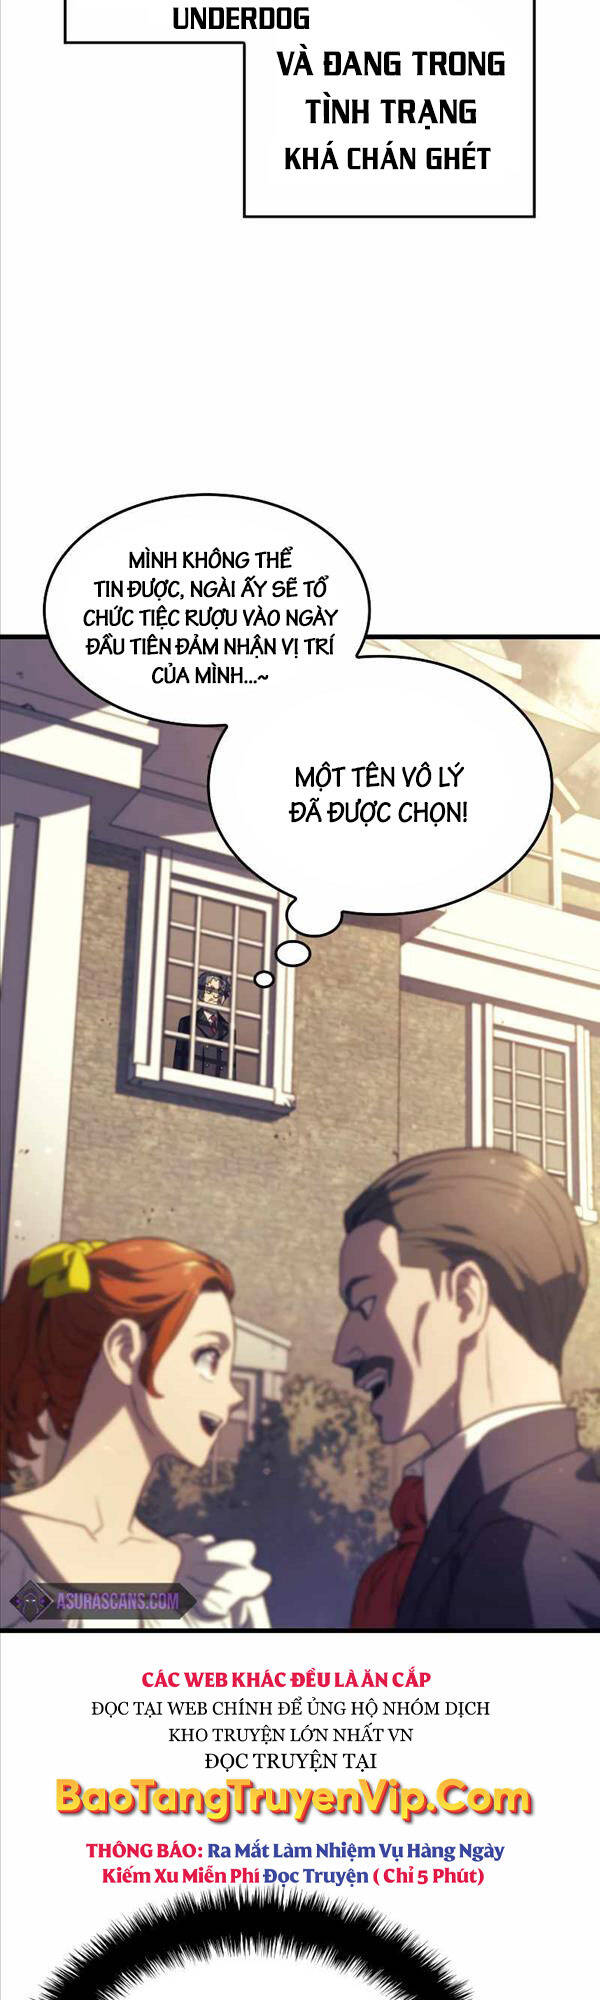 UNDERDOG
VÀ ĐANG TRONG
TÌNH TRẠNG
KHÁ CHÁN GHÉT
MÌNH KHÔNG THỂ
TIN ĐƯỢC, NGÀI ẤY SẼ TỔ
CHỨC TIỆC RƯỢU VÀO NGÀY
ĐẦU TIÊN ĐẢM NHẬN VỊ TRÍ
CỦA MÌNH...~
MỘT TÊN VÔ LÝ
ĐÃ ĐƯỢC CHỌN!
ASURASCANS.COM
CÁC WEB KHÁC ĐỀU LÀ ĂN CẮP
ĐỌC TẠI WEB CHÍNH ĐỂ ỦNG HỘ NHÓM DỊCH
KHO TRUYỆN LỚN NHẤT VN
ĐỌC TRUYỆN TẠI
BaoTangTruyenVip.Com
THÔNG BÁO: Ra Mắt Làm Nhiệm Vụ Hàng Ngày
Kiếm Xu Miễn Phí Đọc Truyện ( Chỉ 5 Phút)